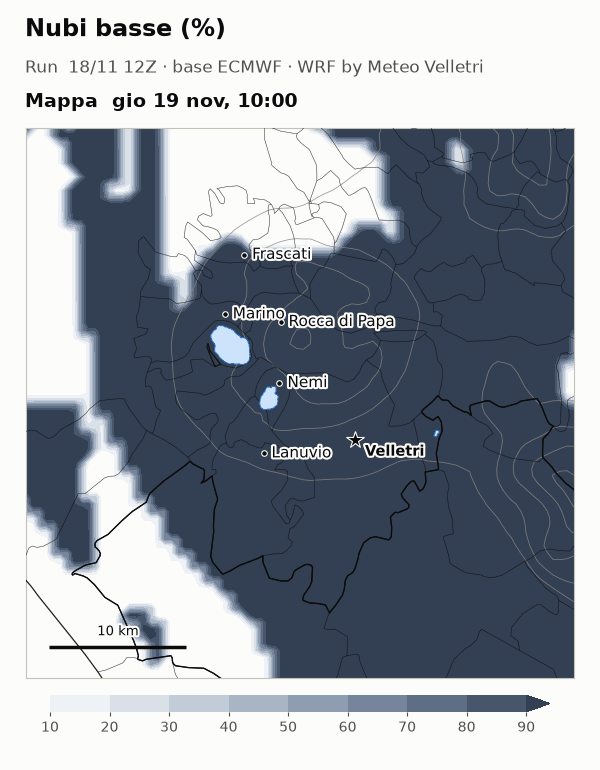 Nubi basse (%)
Run  18/11 12Z · base ECMWF · WRF by Meteo Velletri
Mappa  gio 19 nov, 10:00
Frascati
Marino
Rocca di Papa
Nemi
Velletri
Lanuvio
10 km
10 20 30 40 50 60 70 80 90